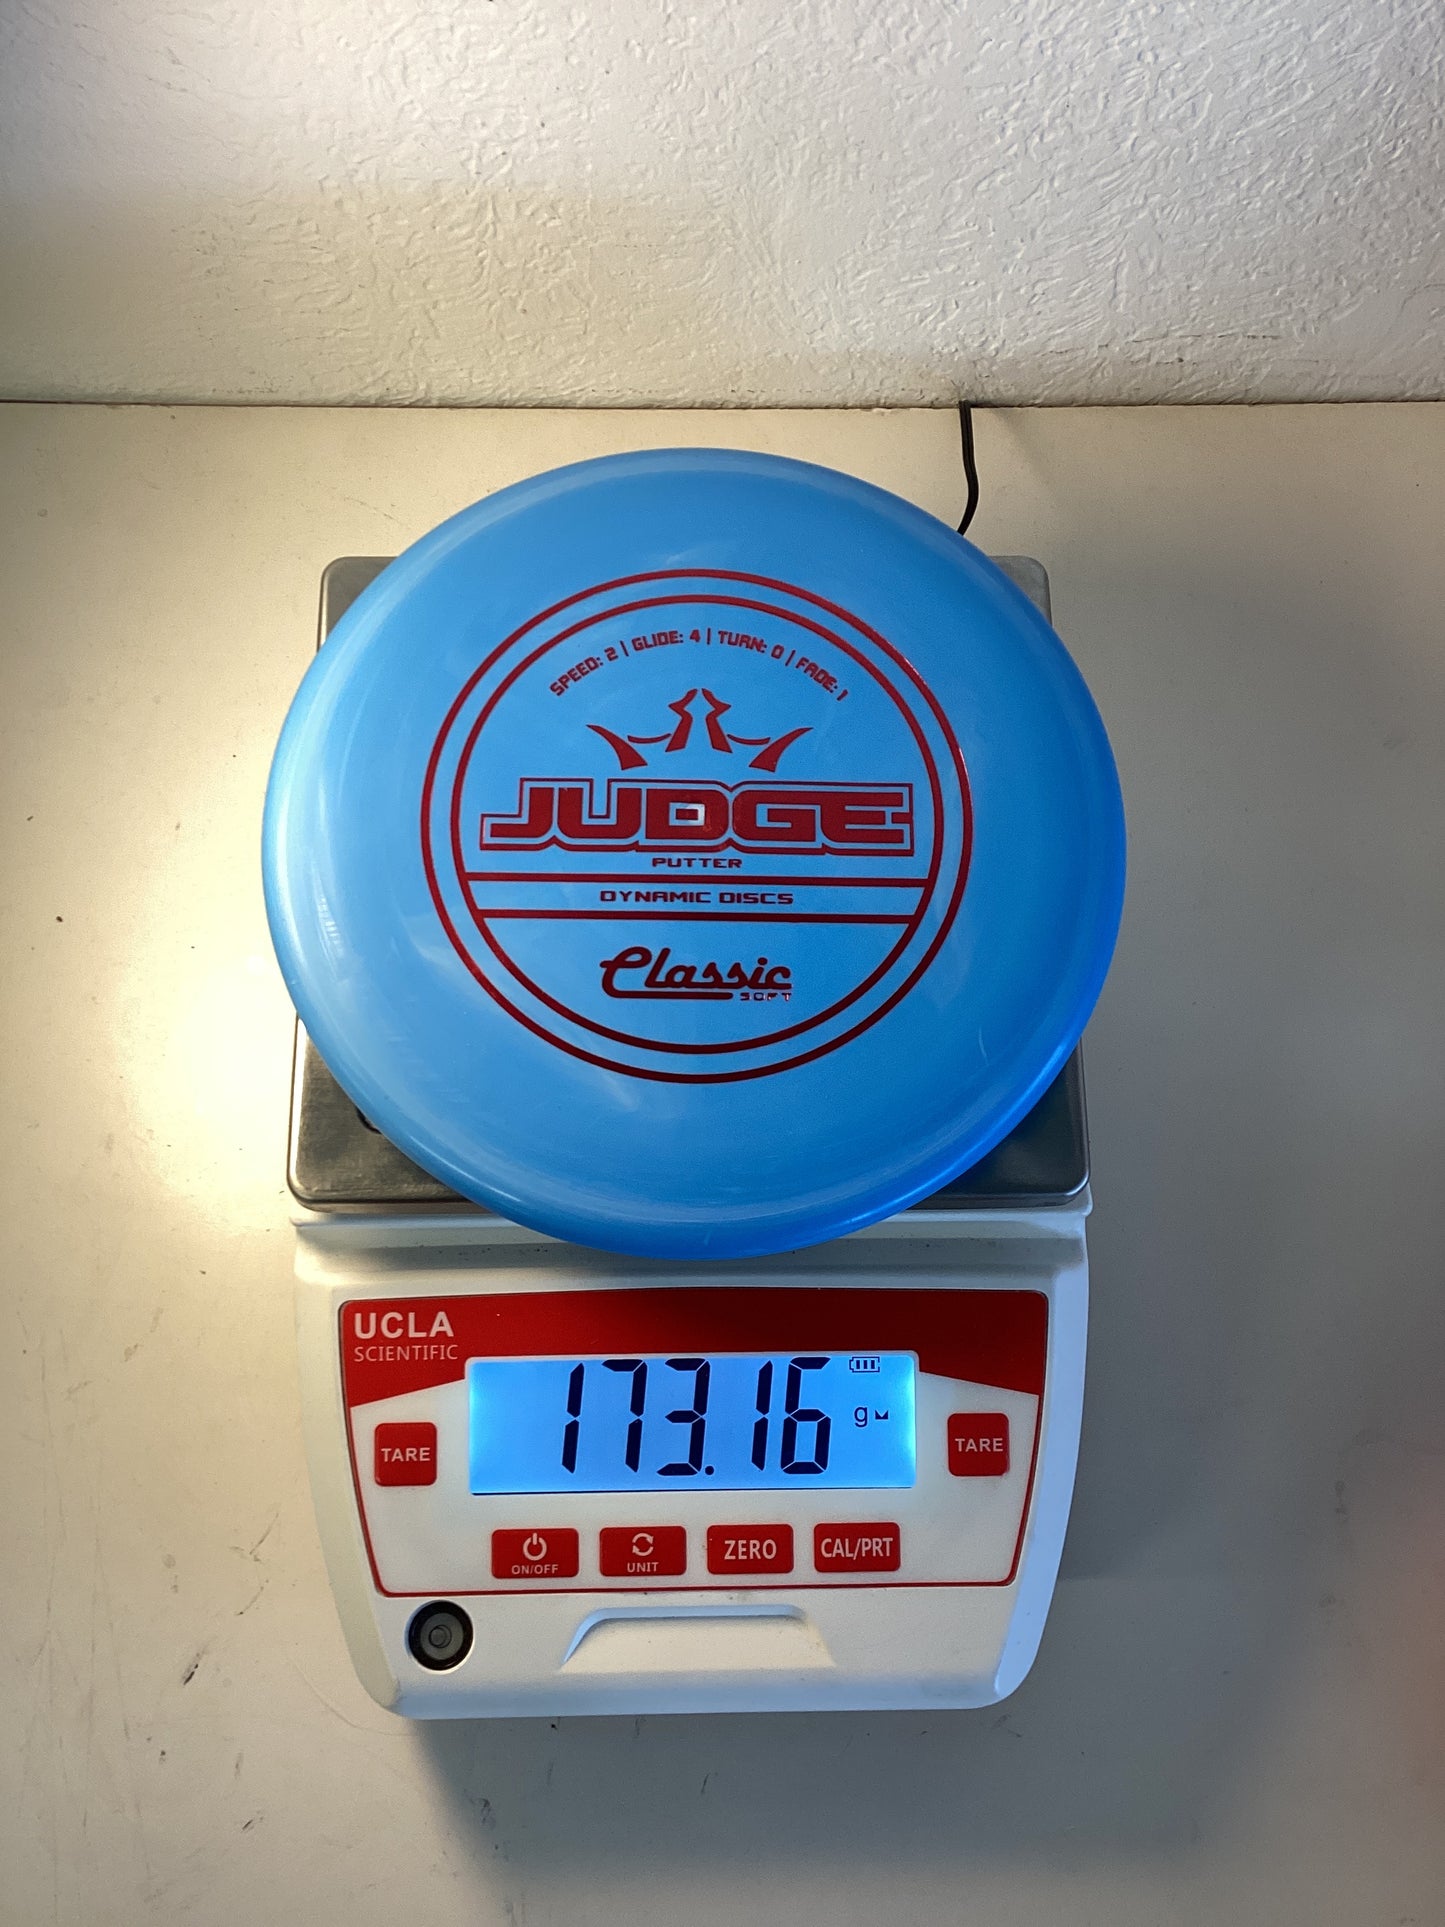 SPEED: 2 | GLIDE: 4 | TURN: 0 | FADE: 1
JUDGE
PUTTER
DYNAMIC DISCS
Classic
SOFT
UCLA
SCIENTIFIC
173.16 g
TARE
TARE
ON/OFF
UNIT
ZERO
CAL/PRT